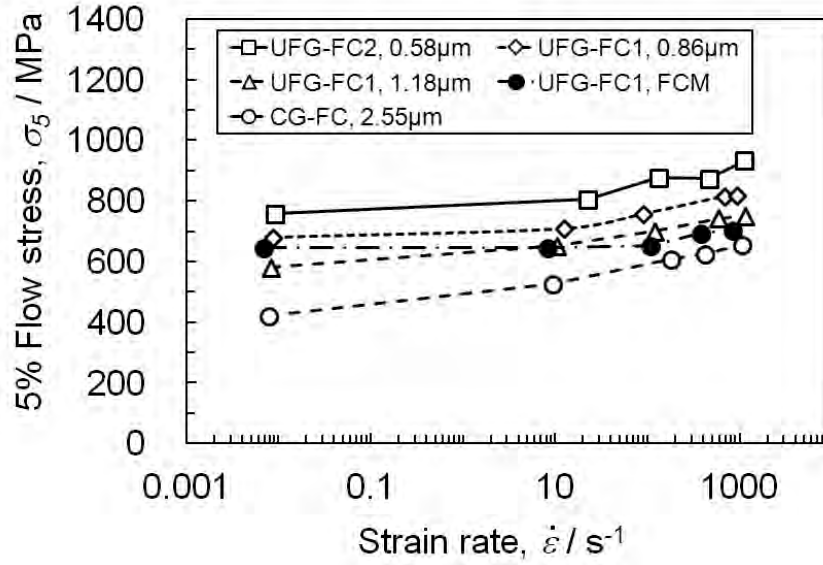 1400
1200
1000
800
600
400
200
0
5% Flow stress, σ5 / MPa
UFG-FC2, 0.58μm UFG-FC1, 0.86μm
UFG-FC1, 1.18μm UFG-FC1, FCM
CG-FC, 2.55μm
0.001 0.1 10 1000
Strain rate, ε̇ / s-1